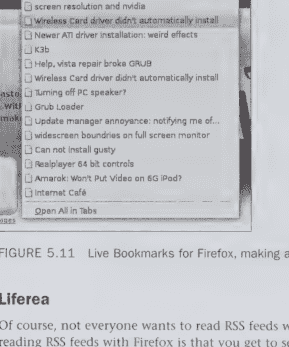 screen resolution and nvidia
Wireless Card driver didn't automatically install
Newer ATI driver installation: weird effects
K3b
Help, vista repair broke GRUB
Wireless Card driver didn't automatically install
Turning off PC speaker?
Grub Loader
Update manager annoyance: notifying me of...
widescreen boundries on full screen monitor
Can not install gusty
Realplayer 64 bit controls
Amarok: Won't Put Video on 6G iPod?
Internet Café
Open All in Tabs
FIGURE 5.11 Live Bookmarks for Firefox, making a
Liferea
Of course, not everyone wants to read RSS feeds w
reading RSS feeds with Firefox is that you get to se